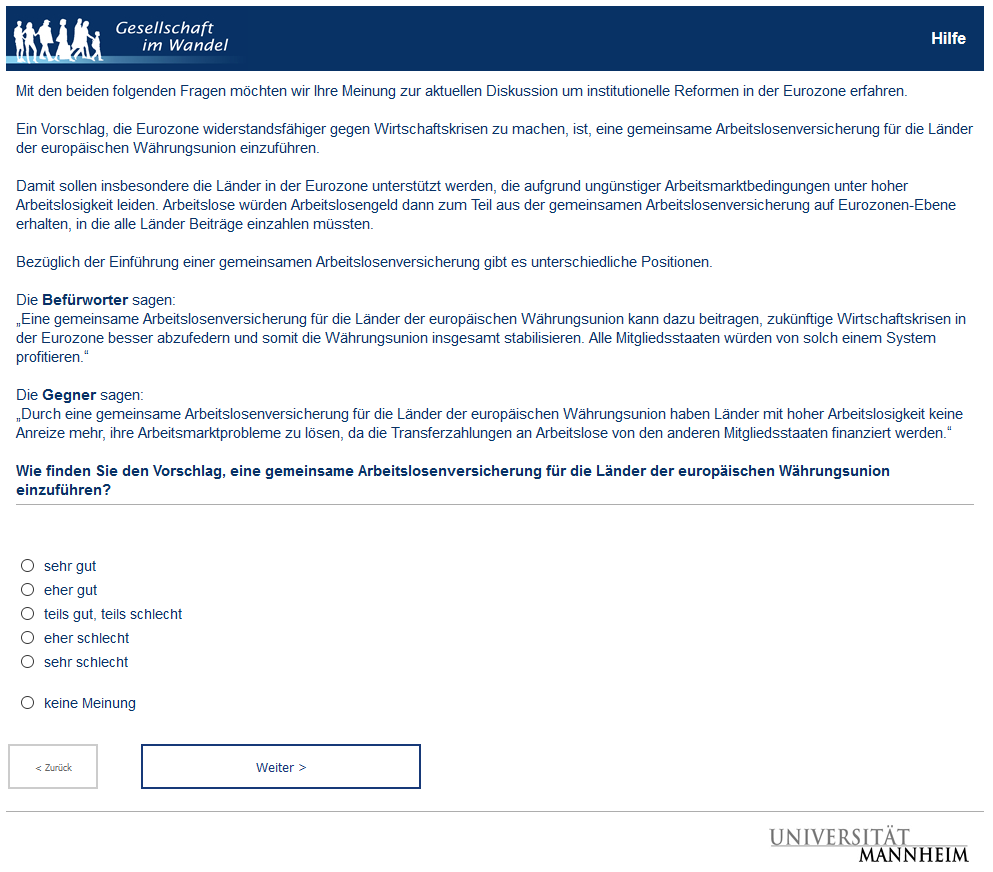 Gesellschaft
im Wandel
Hilfe
Mit den beiden folgenden Fragen möchten wir Ihre Meinung zur aktuellen Diskussion um institutionelle Reformen in der Eurozone erfahren.
Ein Vorschlag, die Eurozone widerstandsfähiger gegen Wirtschaftskrisen zu machen, ist, eine gemeinsame Arbeitslosenversicherung für die Länder
der europäischen Währungsunion einzuführen.
Damit sollen insbesondere die Länder in der Eurozone unterstützt werden, die aufgrund ungünstiger Arbeitsmarktbedingungen unter hoher
Arbeitslosigkeit leiden. Arbeitslose würden Arbeitslosengeld dann zum Teil aus der gemeinsamen Arbeitslosenversicherung auf Eurozonen-Ebene
erhalten, in die alle Länder Beiträge einzahlen müssten.
Bezüglich der Einführung einer gemeinsamen Arbeitslosenversicherung gibt es unterschiedliche Positionen.
Die Befürworter sagen:
„Eine gemeinsame Arbeitslosenversicherung für die Länder der europäischen Währungsunion kann dazu beitragen, zukünftige Wirtschaftskrisen in
der Eurozone besser abzufedern und somit die Währungsunion insgesamt stabilisieren. Alle Mitgliedsstaaten würden von solch einem System
profitieren.“
Die Gegner sagen:
„Durch eine gemeinsame Arbeitslosenversicherung für die Länder der europäischen Währungsunion haben Länder mit hoher Arbeitslosigkeit keine
Anreize mehr, ihre Arbeitsmarktprobleme zu lösen, da die Transferzahlungen an Arbeitslose von den anderen Mitgliedsstaaten finanziert werden.“
Wie finden Sie den Vorschlag, eine gemeinsame Arbeitslosenversicherung für die Länder der europäischen Währungsunion
einzuführen?
sehr gut
eher gut
teils gut, teils schlecht
eher schlecht
sehr schlecht
keine Meinung
< Zurück
Weiter >
UNIVERSITÄT
MANNHEIM